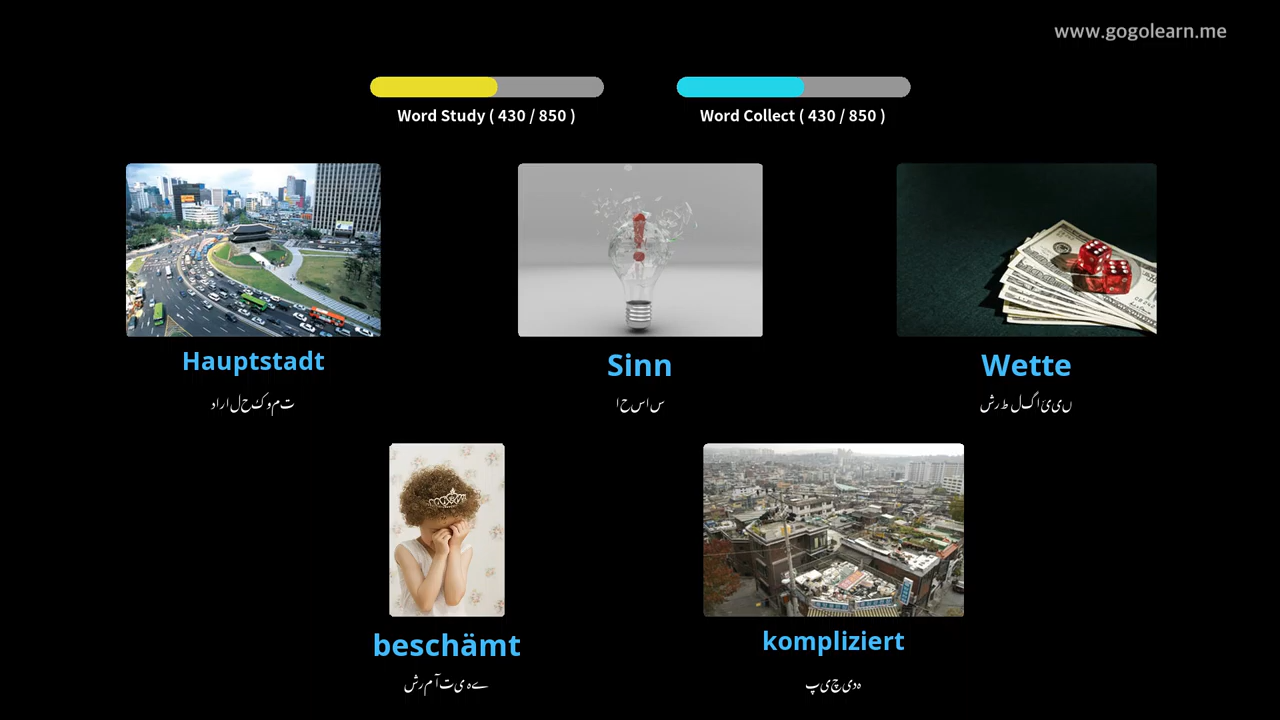 www.gogolearn.me
Word Study ( 430 / 850 )
Word Collect ( 430 / 850 )
Hauptstadt
دارالحکومت
Sinn
احساس
Wette
شرط لگائیں
beschämt
شرم آتی ہے
kompliziert
پیچیدہ